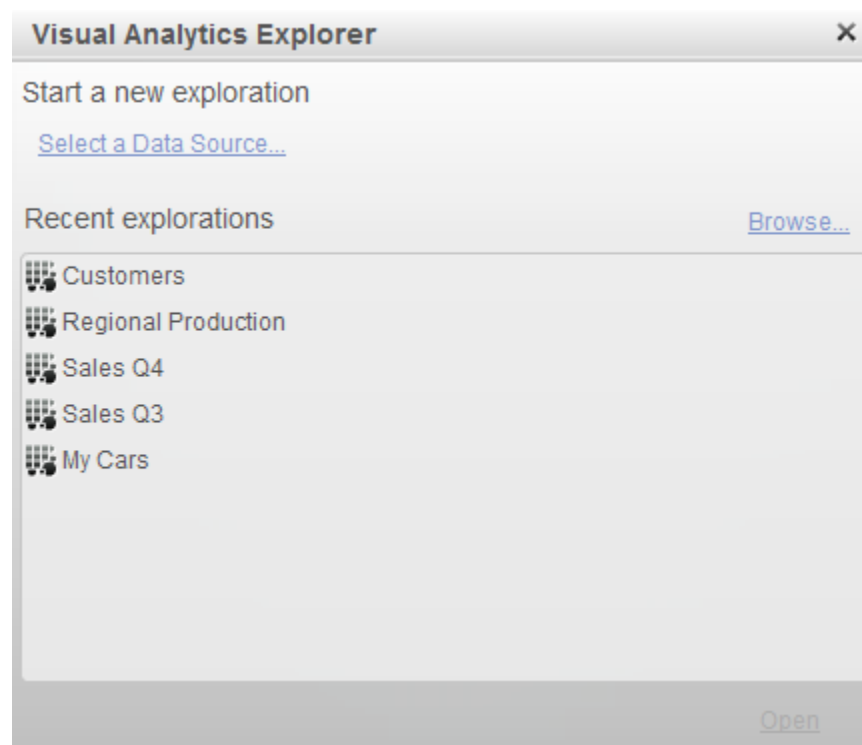 Visual Analytics Explorer
Start a new exploration
Select a Data Source...
Recent explorations
Browse...
Customers
Regional Production
Sales Q4
Sales Q3
My Cars
Open